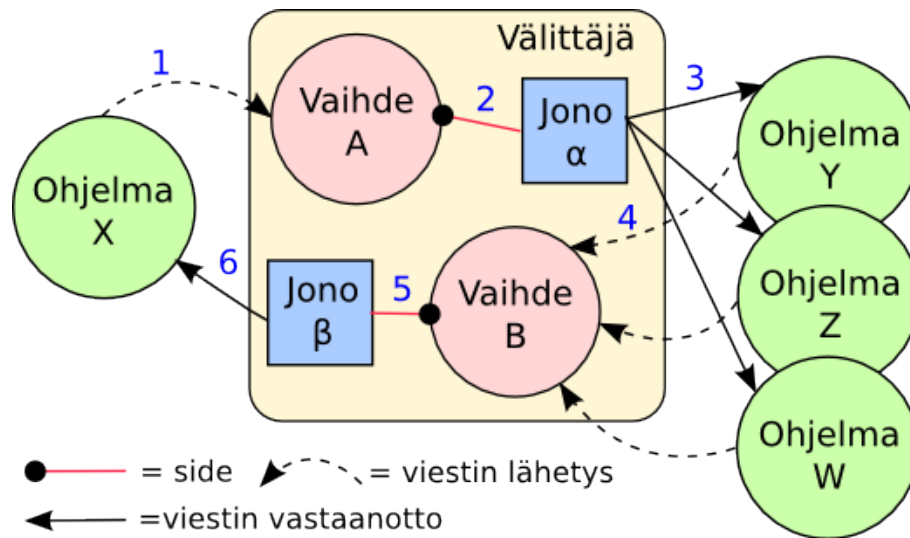 Välittäjä
1
Vaihde
A
2
Jono
α
3
Ohjelma
Y
Ohjelma
X
4
6
Jono
β
5
Vaihde
B
Ohjelma
Z
Ohjelma
W
= side
= viestin lähetys
=viestin vastaanotto